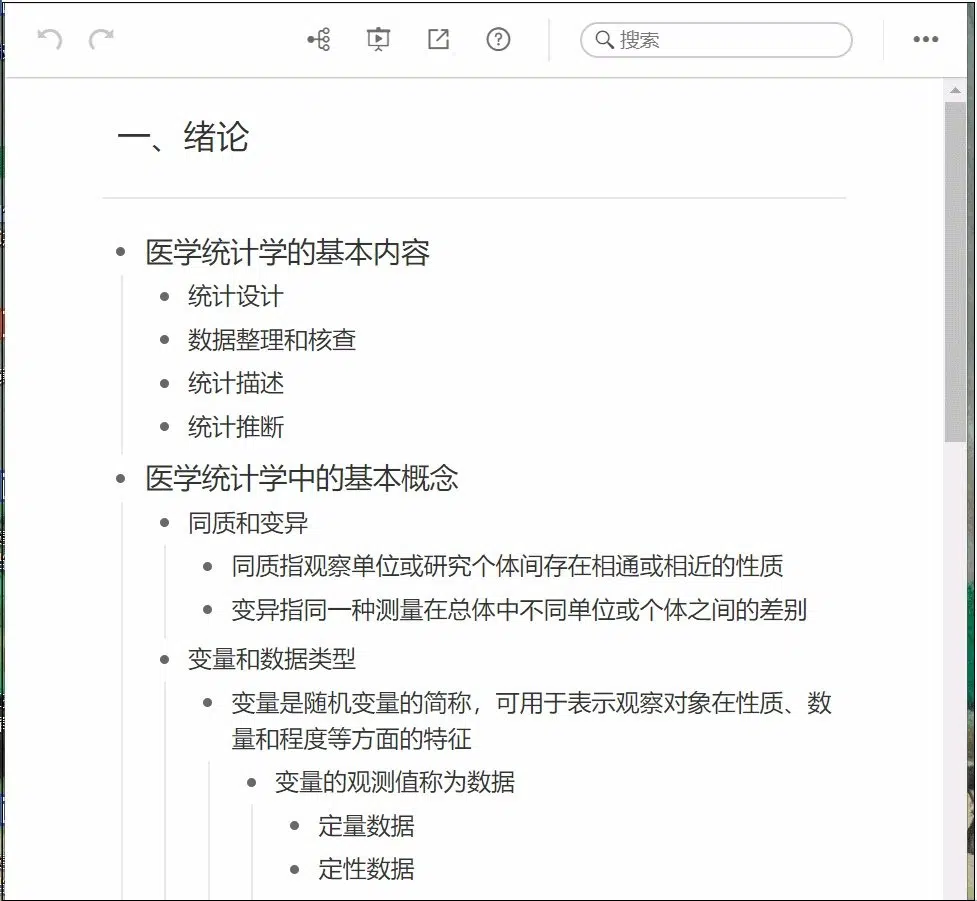 搜索
一、绪论
医学统计学的基本内容
统计设计
数据整理和核查
统计描述
统计推断
医学统计学中的基本概念
同质和变异
同质指观察单位或研究个体间存在相通或相近的性质
变异指同一种测量在总体中不同单位或个体之间的差别
变量和数据类型
变量是随机变量的简称，可用于表示观察对象在性质、数
量和程度等方面的特征
变量的观测值称为数据
定量数据
定性数据